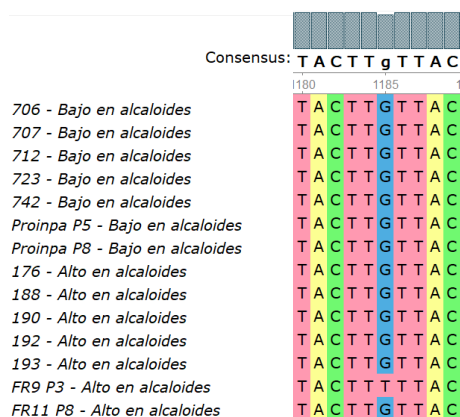 Consensus: T A C T T g T T A C
1180 1185 1
706 - Bajo en alcaloides T A C T T G T T A C
707 - Bajo en alcaloides T A C T T G T T A C
712 - Bajo en alcaloides T A C T T G T T A C
723 - Bajo en alcaloides T A C T T G T T A C
742 - Bajo en alcaloides T A C T T G T T A C
Proinpa P5 - Bajo en alcaloides T A C T T G T T A C
Proinpa P8 - Bajo en alcaloides T A C T T G T T A C
176 - Alto en alcaloides T A C T T G T T A C
188 - Alto en alcaloides T A C T T G T T A C
190 - Alto en alcaloides T A C T T G T T A C
192 - Alto en alcaloides T A C T T G T T A C
193 - Alto en alcaloides T A C T T G T T A C
FR9 P3 - Alto en alcaloides T A C T T T T T A C
FR11 P8 - Alto en alcaloides T A C T T G T T A C